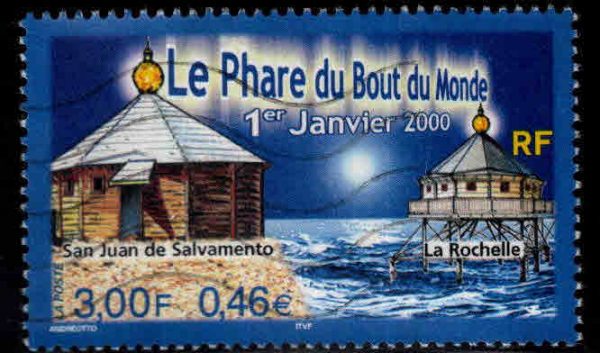 Le Phare du Bout du Monde
1er Janvier 2000
RF
San Juan de Salvamento
La Rochelle
LA POSTE
3,00F 0,46€
ANDRÉOTTO
ITVF